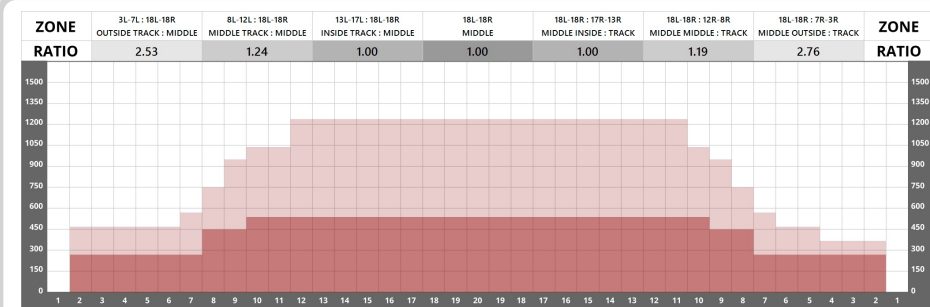 ZONE
3L-7L : 18L-18R
OUTSIDE TRACK : MIDDLE
8L-12L : 18L-18R
MIDDLE TRACK : MIDDLE
13L-17L : 18L-18R
INSIDE TRACK : MIDDLE
18L-18R
MIDDLE
18L-18R : 17R-13R
MIDDLE INSIDE : TRACK
18L-18R : 12R-8R
MIDDLE MIDDLE : TRACK
18L-18R : 7R-3R
MIDDLE OUTSIDE : TRACK
ZONE
RATIO 2.53 1.24 1.00 1.00 1.00 1.19 2.76 RATIO
1500 1500
1350 1350
1200 1200
1050 1050
900 900
750 750
600 600
450 450
300 300
150 150
0 0
1 2 3 4 5 6 7 8 9 10 11 12 13 14 15 16 17 18 19 20 19 18 17 16 15 14 13 12 11 10 9 8 7 6 5 4 3 2 1